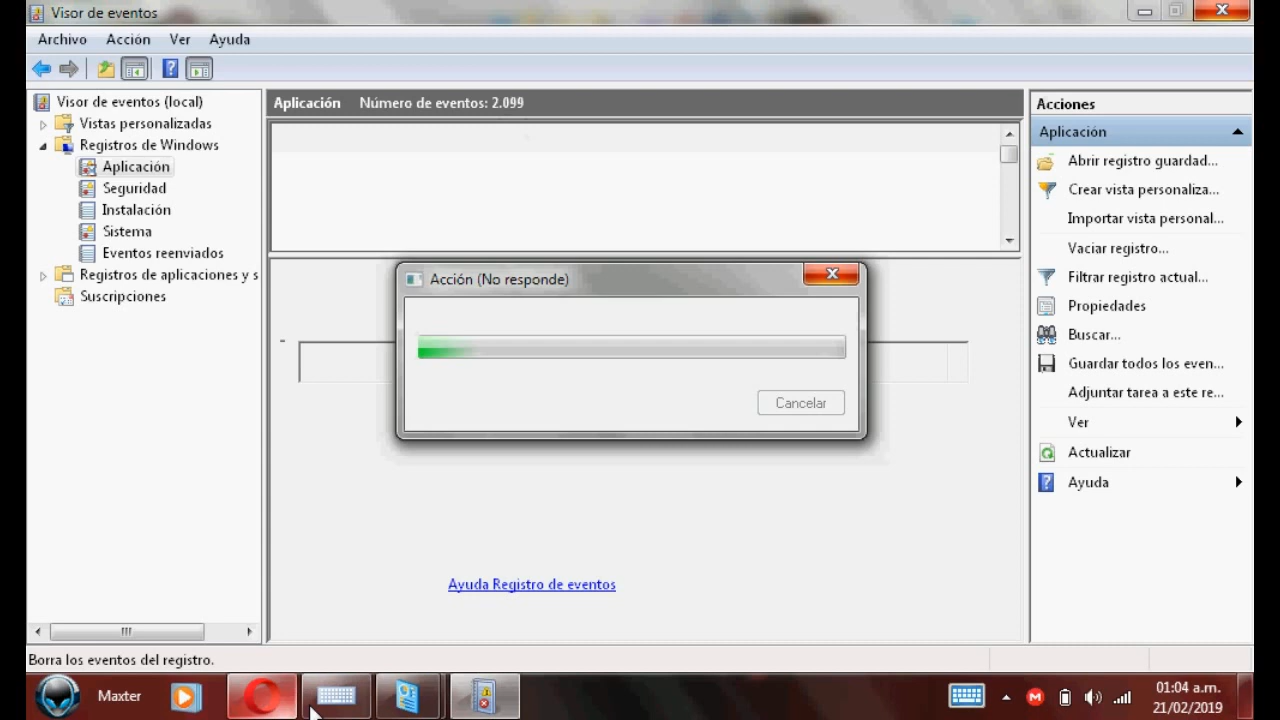 Visor de eventos
Archivo Acción Ver Ayuda
Visor de eventos (local)
Vistas personalizadas
Registros de Windows
Aplicación
Seguridad
Instalación
Sistema
Eventos reenviados
Registros de aplicaciones y s
Suscripciones
Aplicación Número de eventos: 2.099
Acción (No responde)
Cancelar
Ayuda Registro de eventos
Acciones
Aplicación
Abrir registro guardad...
Crear vista personaliza...
Importar vista personal...
Vaciar registro...
Filtrar registro actual...
Propiedades
Buscar...
Guardar todos los even...
Adjuntar tarea a este re...
Ver
Actualizar
Ayuda
Borra los eventos del registro.
Maxter
01:04 a.m.
21/02/2019